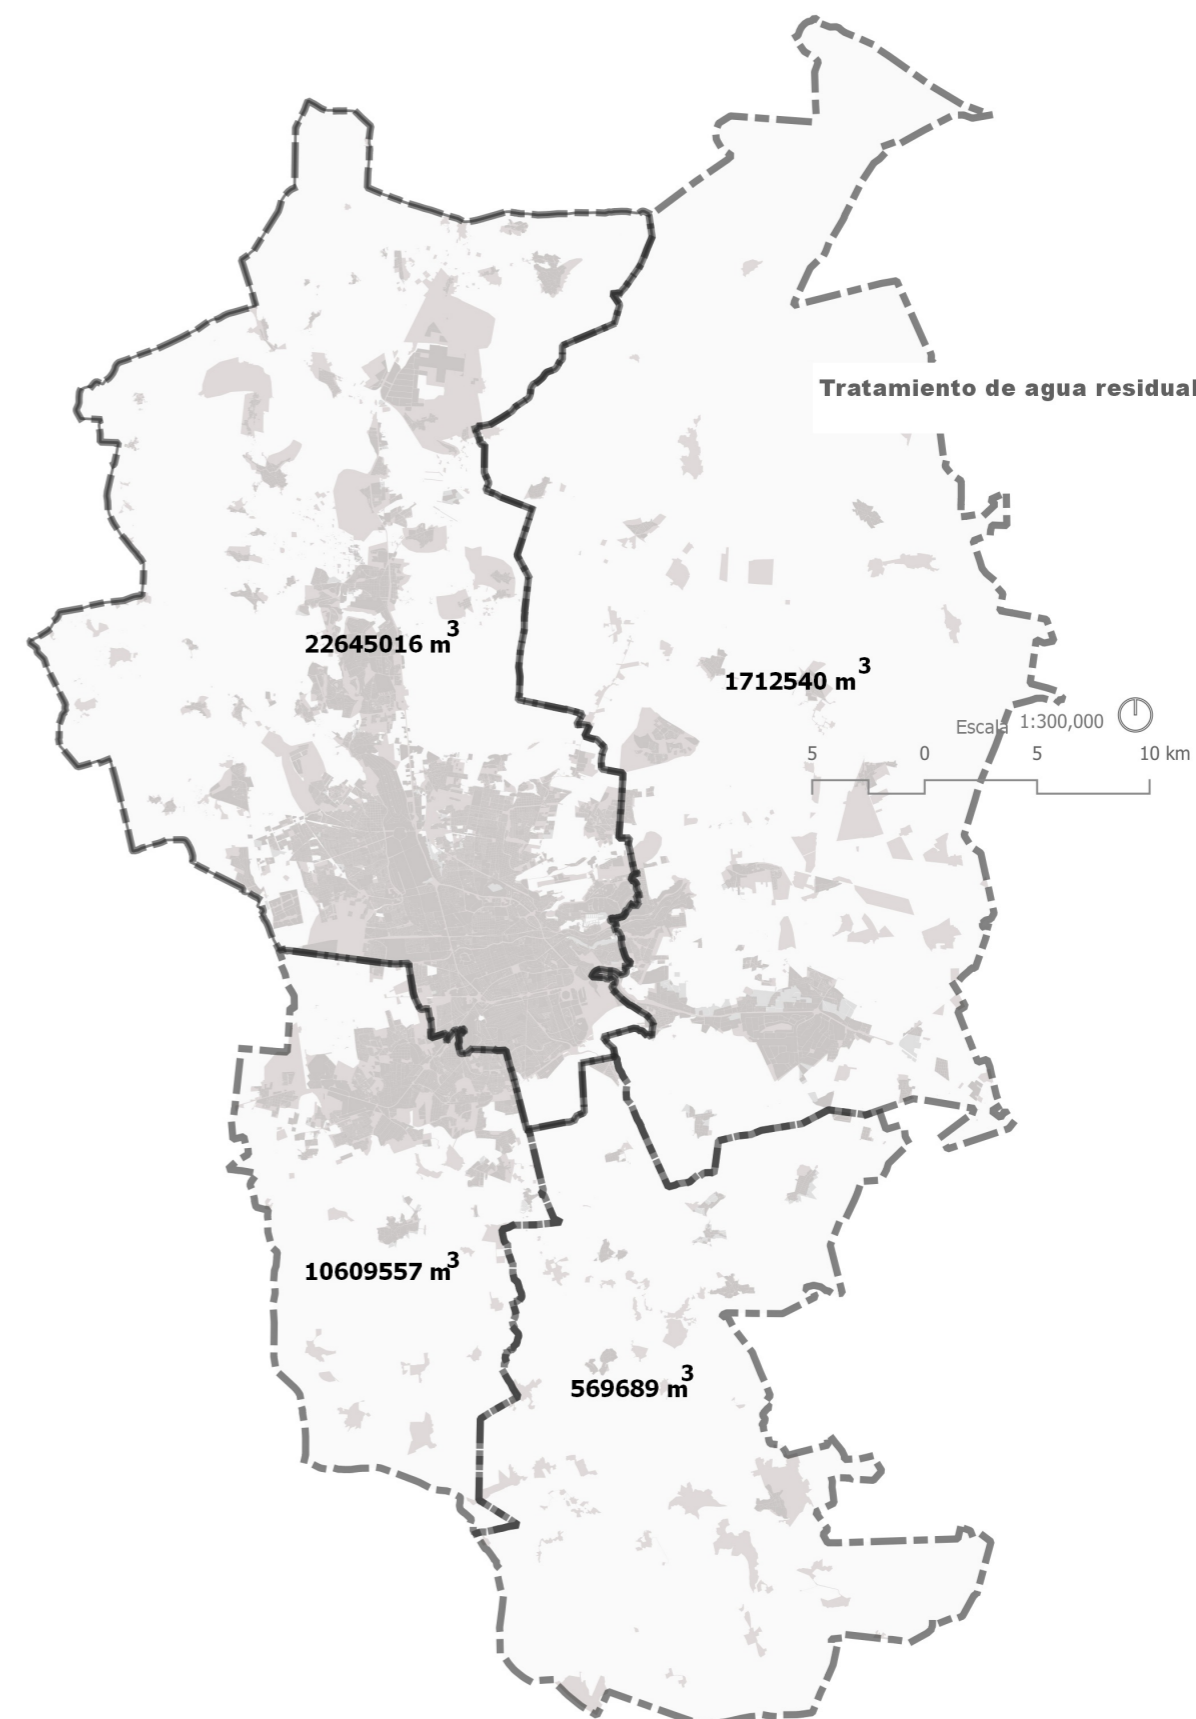 Tratamiento de agua residual
22645016 m³
1712540 m³
Escala 1:300,000
5 0 5 10 km
10609557 m³
569689 m³